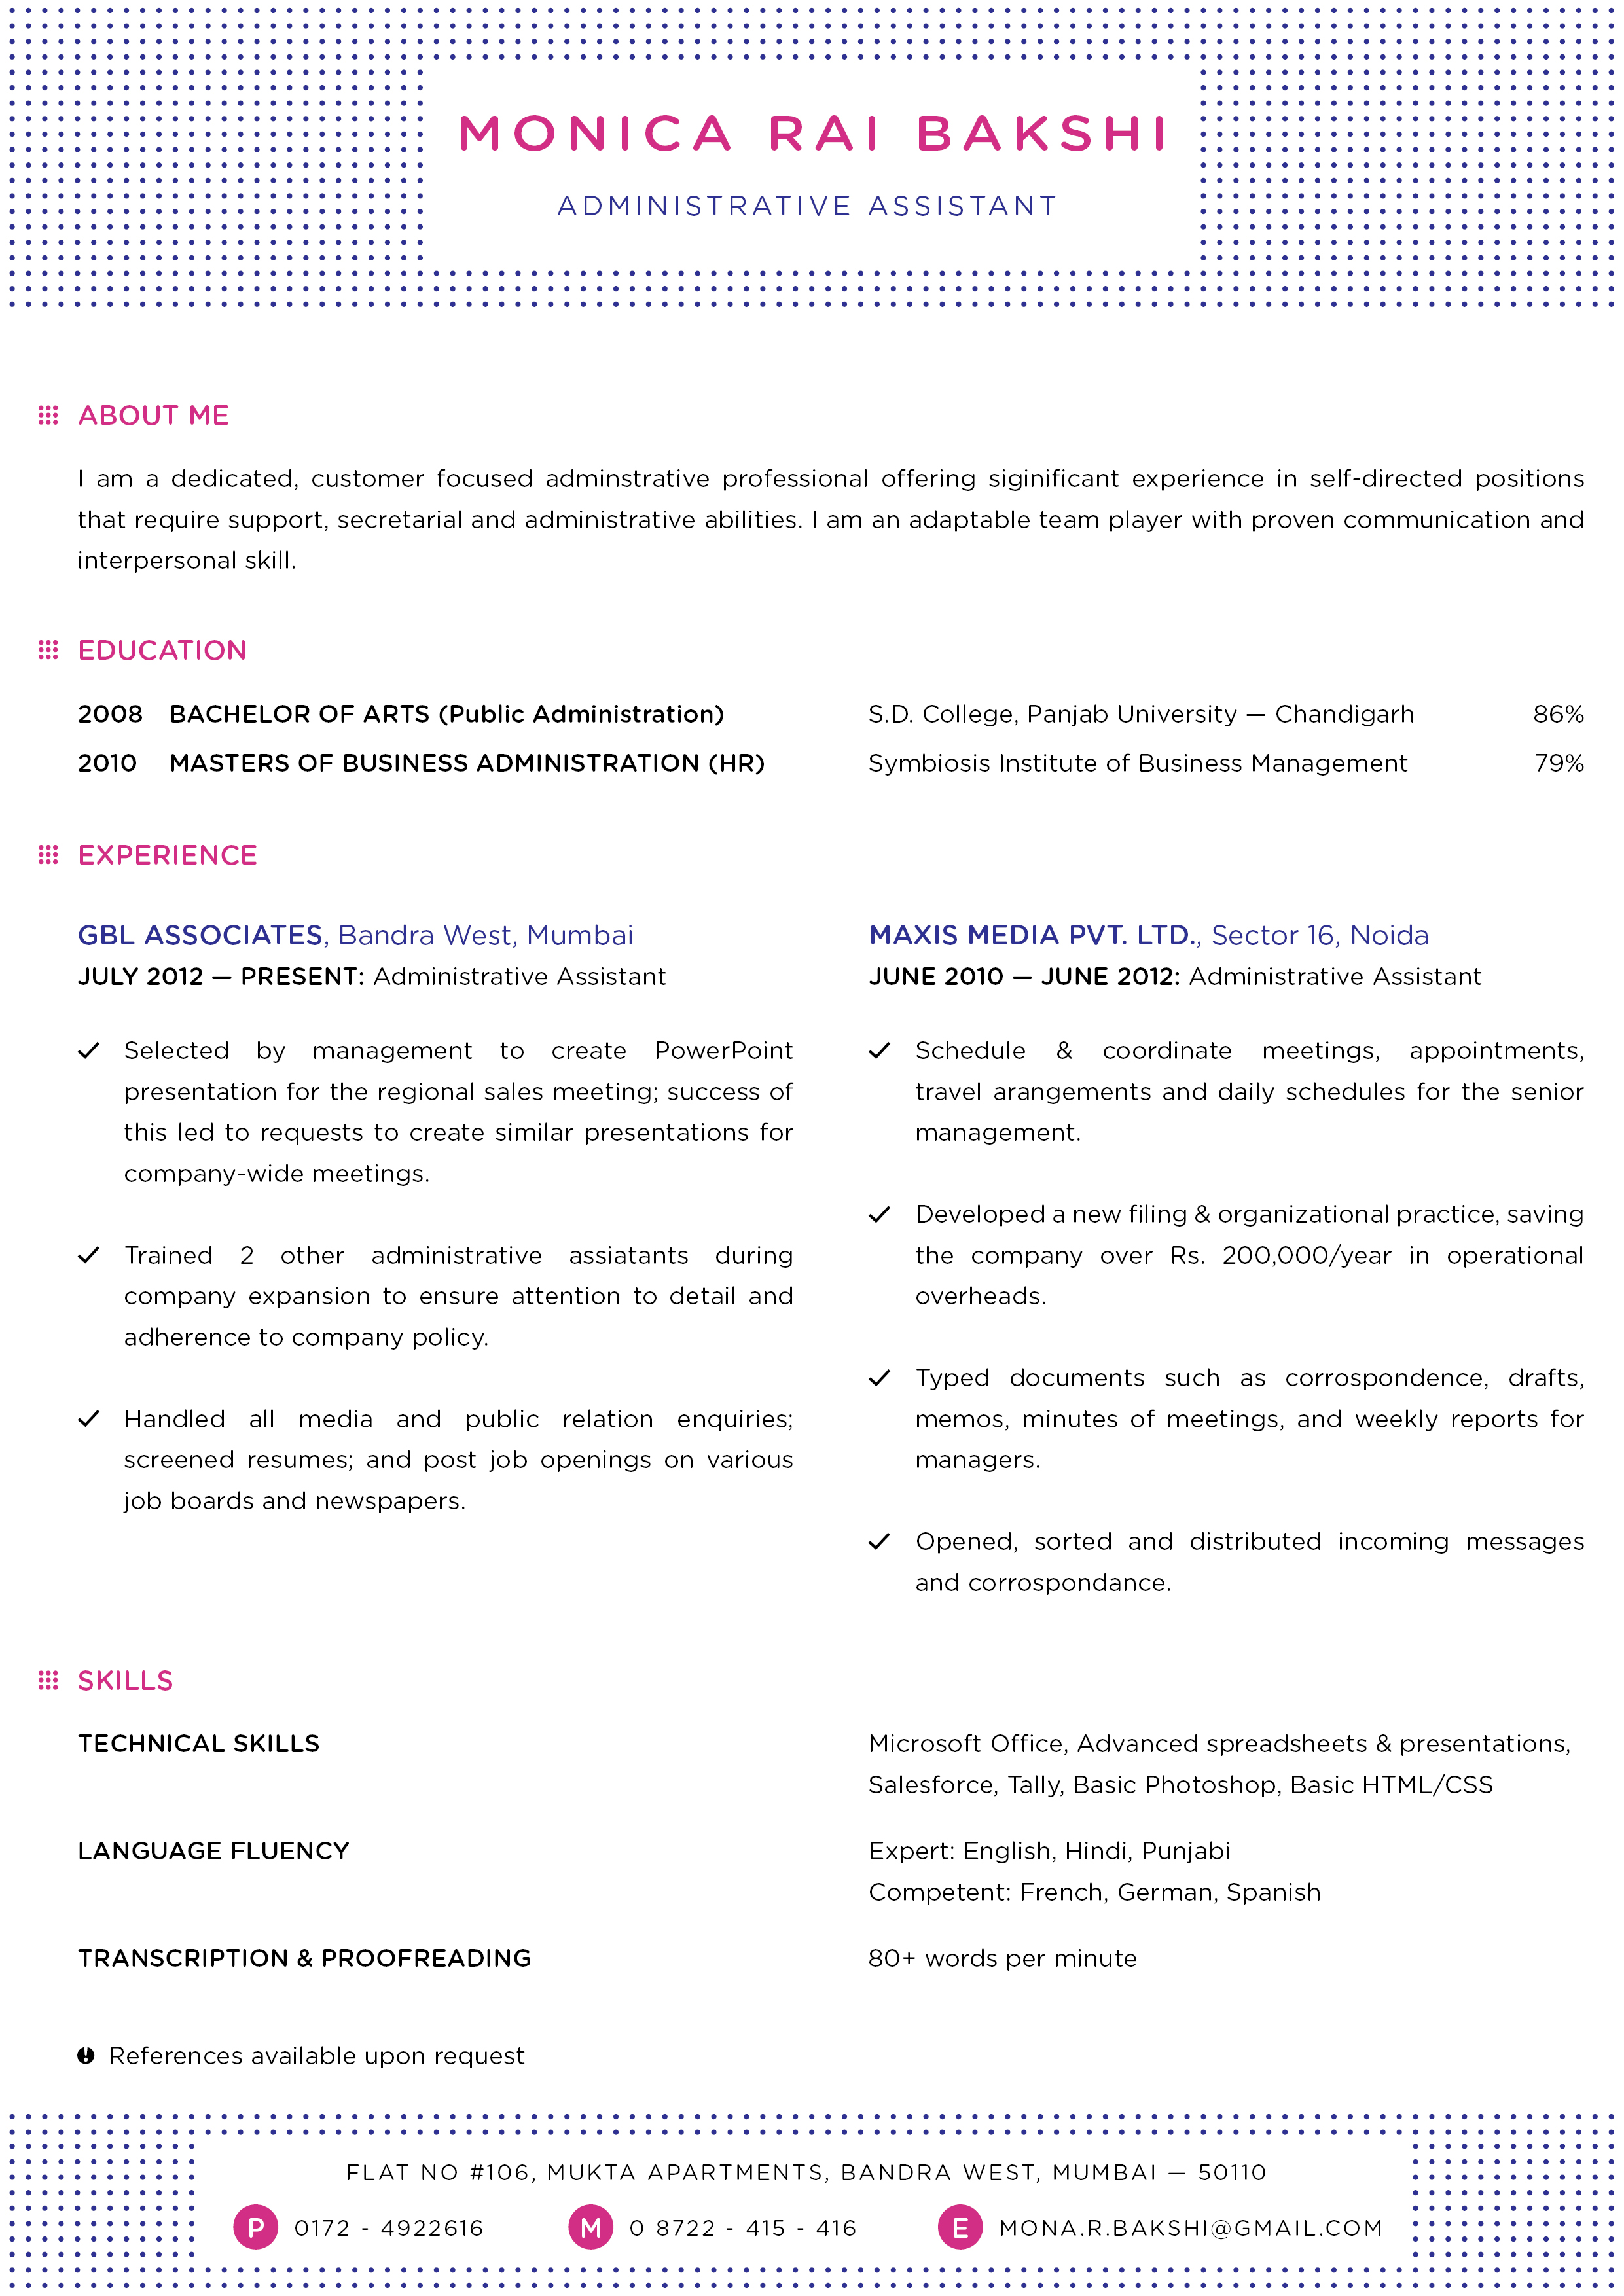 MONICA RAI BAKSHI
ADMINISTRATIVE ASSISTANT
ABOUT ME
I am a dedicated, customer focused adminstrative professional offering siginificant experience in self-directed positions
that require support, secretarial and administrative abilities. I am an adaptable team player with proven communication and
interpersonal skill.
EDUCATION
2008 BACHELOR OF ARTS (Public Administration) S.D. College, Panjab University — Chandigarh 86%
2010 MASTERS OF BUSINESS ADMINISTRATION (HR) Symbiosis Institute of Business Management 79%
EXPERIENCE
GBL ASSOCIATES, Bandra West, Mumbai
JULY 2012 — PRESENT: Administrative Assistant
Selected by management to create PowerPoint
presentation for the regional sales meeting; success of
this led to requests to create similar presentations for
company-wide meetings.
Trained 2 other administrative assiatants during
company expansion to ensure attention to detail and
adherence to company policy.
Handled all media and public relation enquiries;
screened resumes; and post job openings on various
job boards and newspapers.
MAXIS MEDIA PVT. LTD., Sector 16, Noida
JUNE 2010 — JUNE 2012: Administrative Assistant
Schedule & coordinate meetings, appointments,
travel arangements and daily schedules for the senior
management.
Developed a new filing & organizational practice, saving
the company over Rs. 200,000/year in operational
overheads.
Typed documents such as corrospondence, drafts,
memos, minutes of meetings, and weekly reports for
managers.
Opened, sorted and distributed incoming messages
and corrospondance.
SKILLS
TECHNICAL SKILLS Microsoft Office, Advanced spreadsheets & presentations,
Salesforce, Tally, Basic Photoshop, Basic HTML/CSS
LANGUAGE FLUENCY Expert: English, Hindi, Punjabi
Competent: French, German, Spanish
TRANSCRIPTION & PROOFREADING 80+ words per minute
References available upon request
FLAT NO #106, MUKTA APARTMENTS, BANDRA WEST, MUMBAI — 50110
P 0172 - 4922616 M 0 8722 - 415 - 416 E MONA.R.BAKSHI@GMAIL.COM